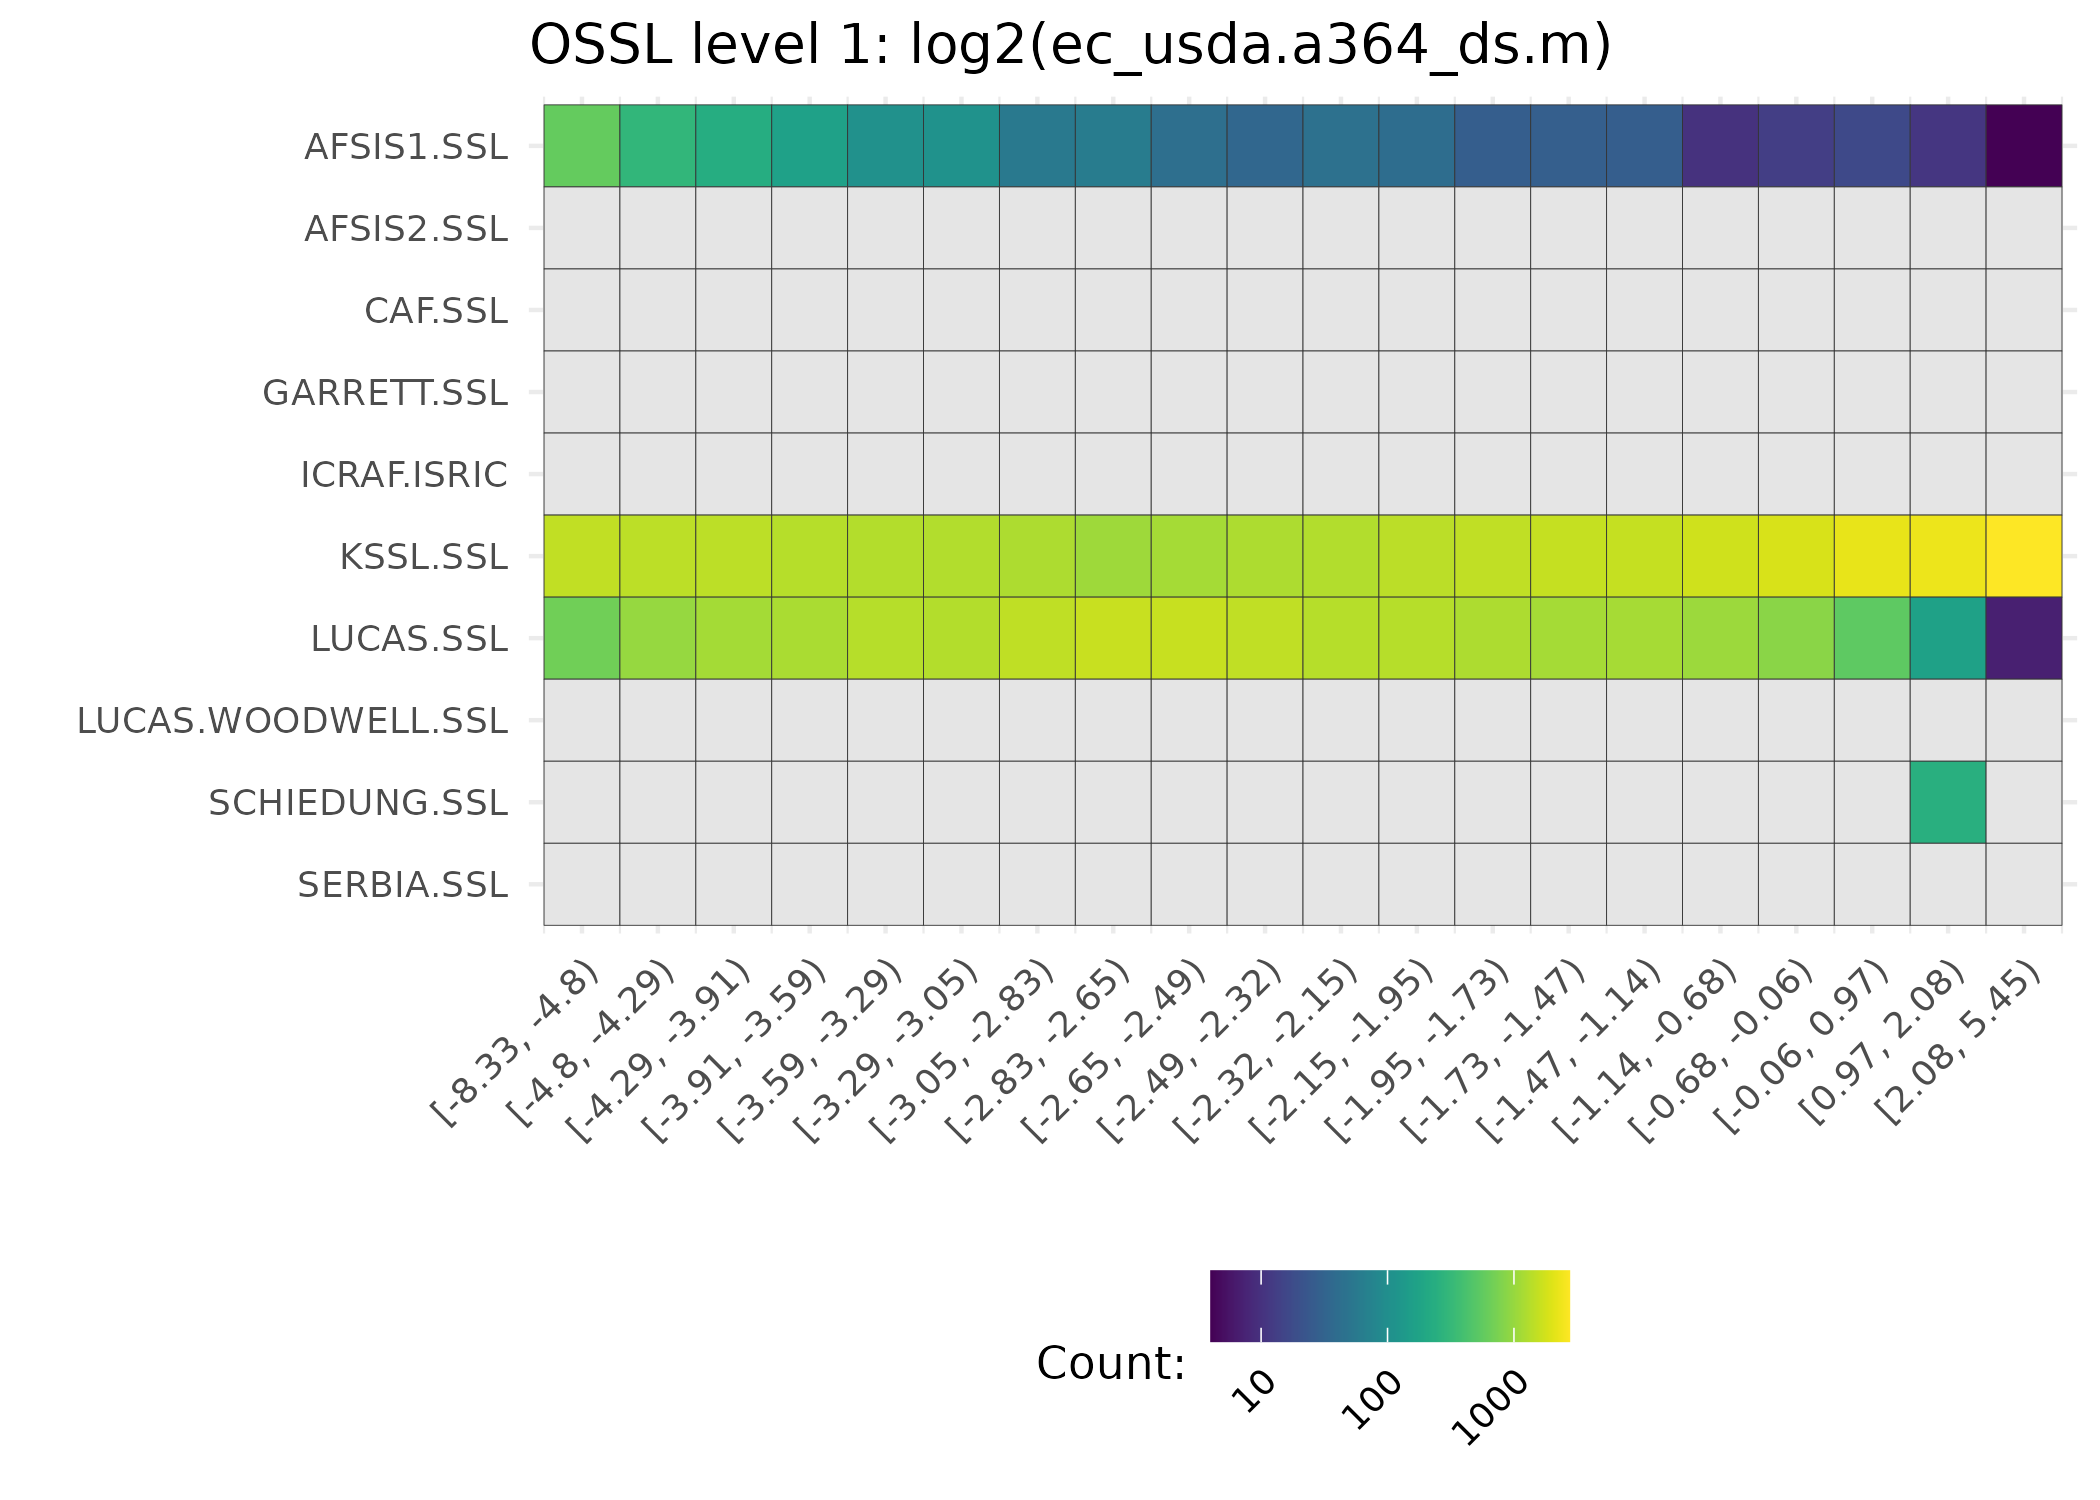 OSSL level 1: log2(ec_usda.a364_ds.m)
AFSIS1.SSL
AFSIS2.SSL
CAF.SSL
GARRETT.SSL
ICRAF.ISRIC
KSSL.SSL
LUCAS.SSL
LUCAS.WOODWELL.SSL
SCHIEDUNG.SSL
SERBIA.SSL
[-8.33, -4.8)
[-4.8, -4.29)
[-4.29, -3.91)
[-3.91, -3.59)
[-3.59, -3.29)
[-3.29, -3.05)
[-3.05, -2.83)
[-2.83, -2.65)
[-2.65, -2.49)
[-2.49, -2.32)
[-2.32, -2.15)
[-2.15, -1.95)
[-1.95, -1.73)
[-1.73, -1.47)
[-1.47, -1.14)
[-1.14, -0.68)
[-0.68, -0.06)
[-0.06, 0.97)
[0.97, 2.08)
[2.08, 5.45)
Count:
10
100
1000